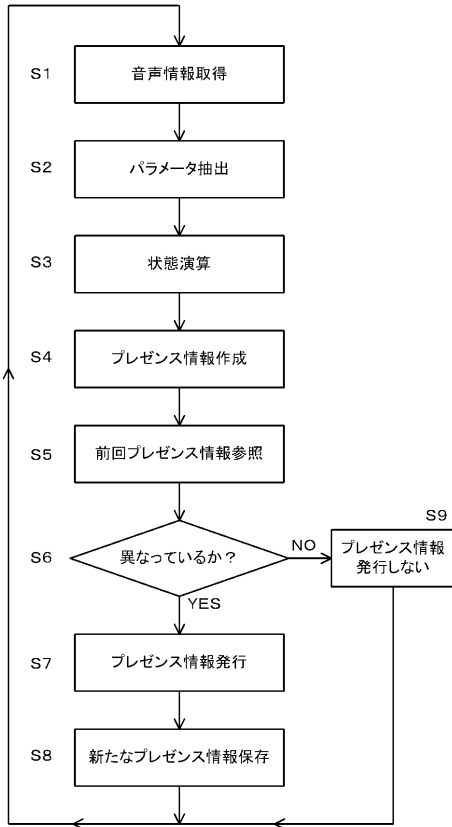 S1
音声情報取得
S2
パラメータ抽出
S3
状態演算
S4
プレゼンス情報作成
S5
前回プレゼンス情報参照
S6
異なっているか？
NO
S9
プレゼンス情報
発行しない
YES
S7
プレゼンス情報発行
S8
新たなプレゼンス情報保存